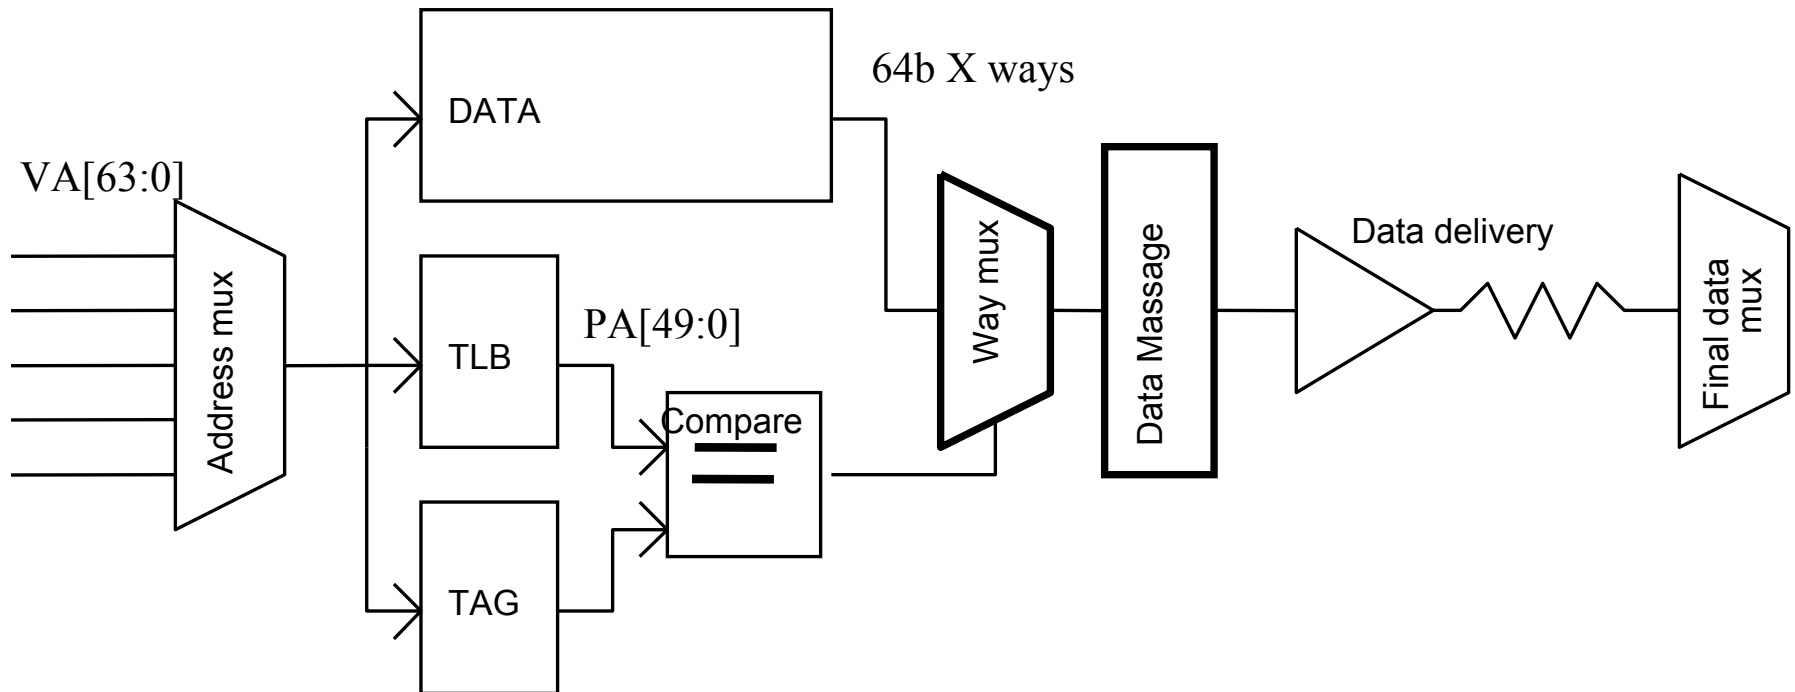 64b X ways
DATA
VA[63:0]
Address mux
TLB
PA[49:0]
Compare
TAG
Way mux
Data Massage
Data delivery
Final data
mux